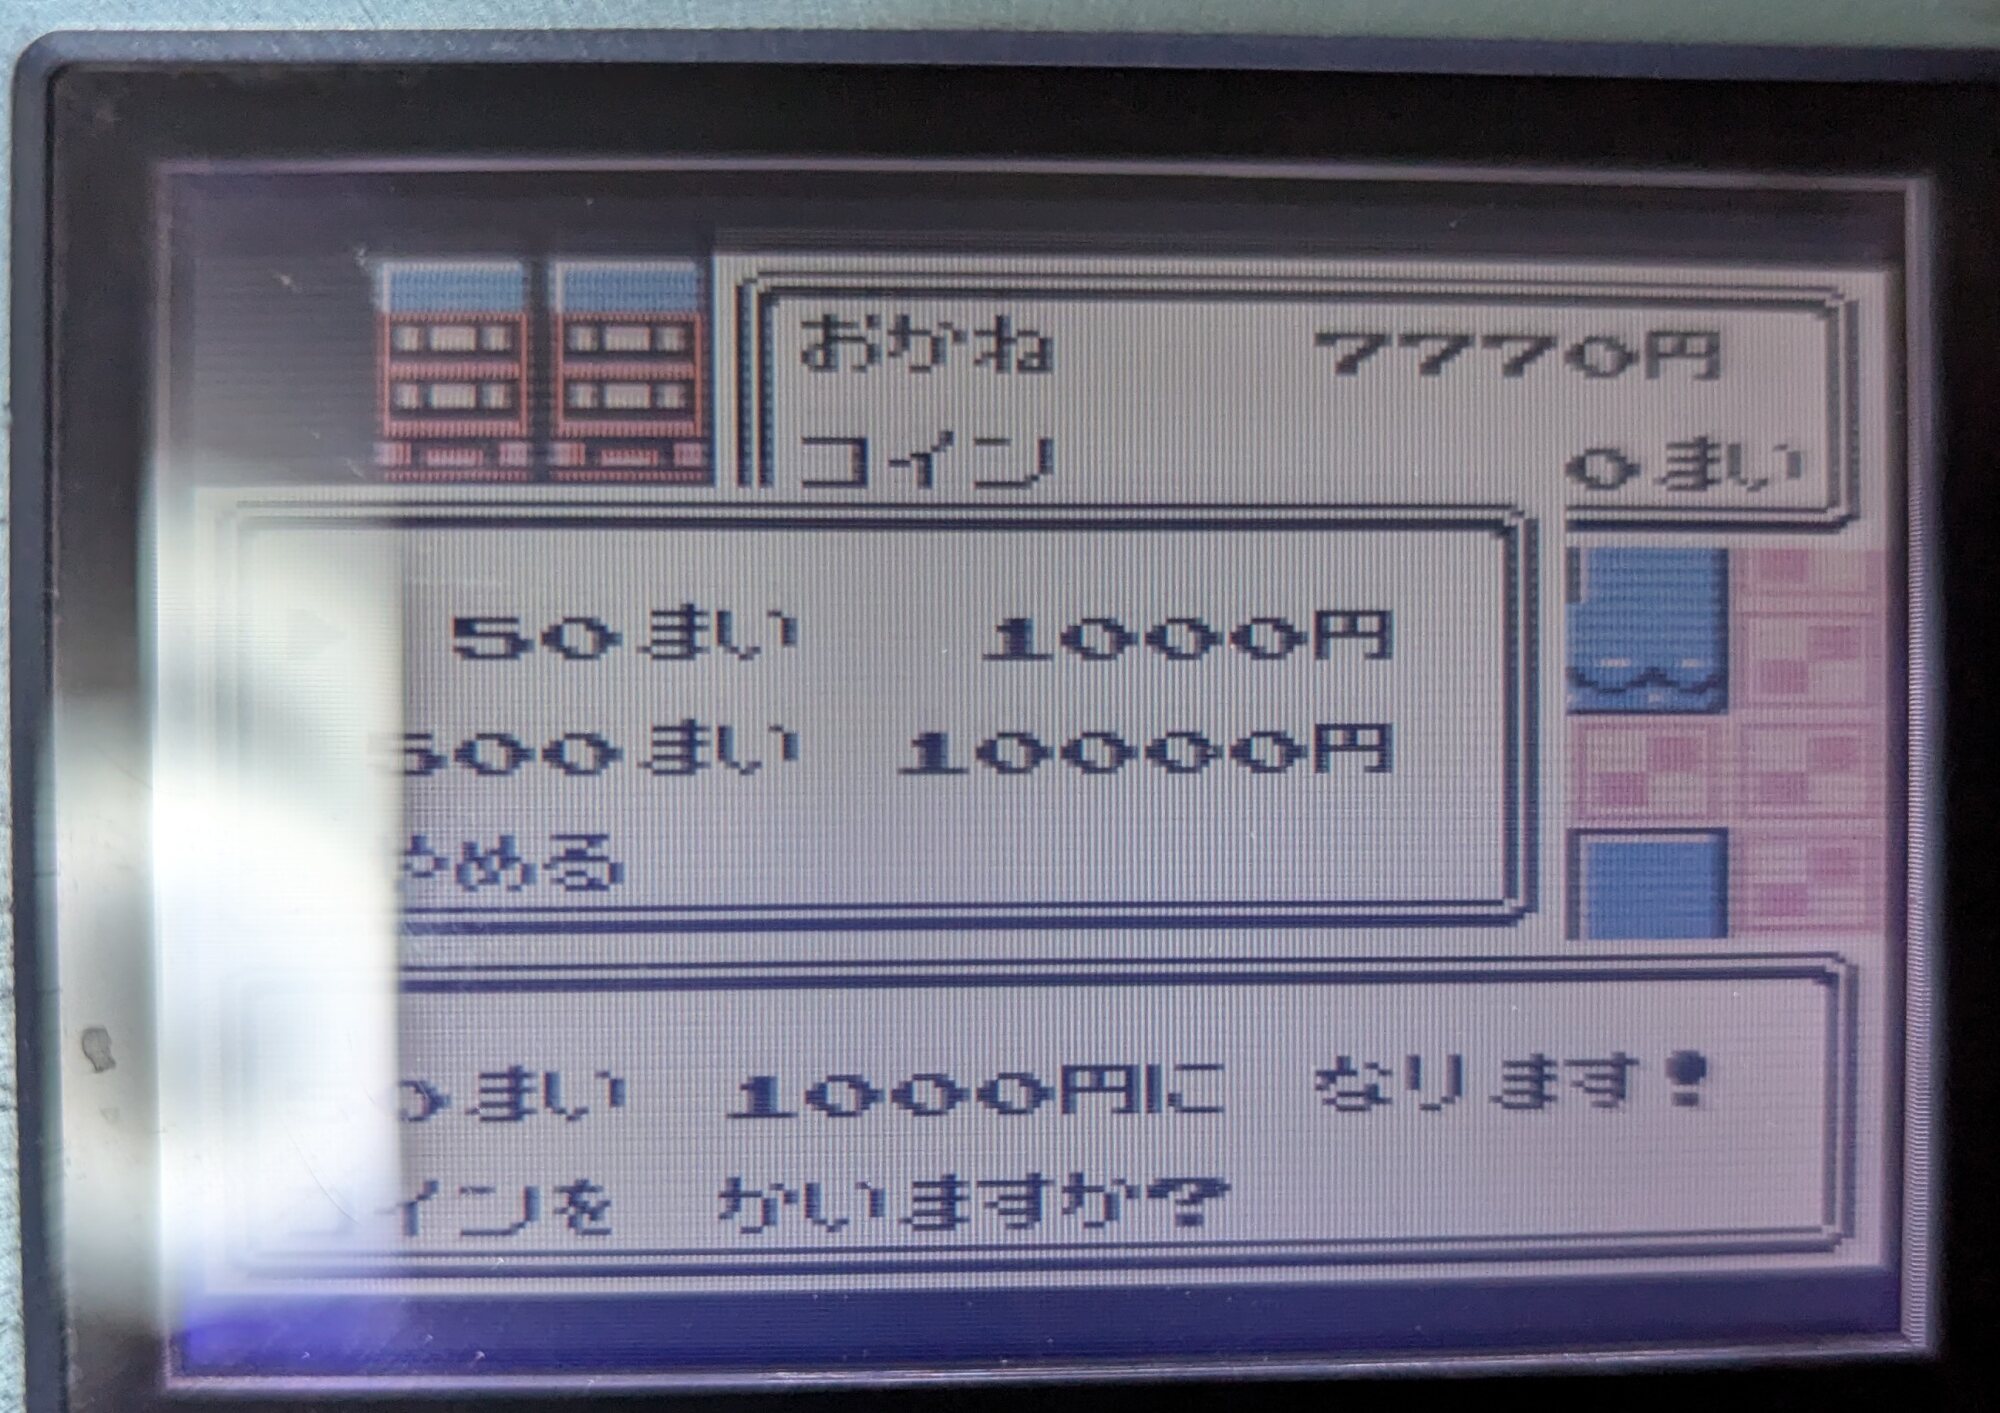 おかね 7770円
コイン 0まい
50まい 1000円
500まい 10000円
やめる
0まい 1000円に なります!
インを かいますか?